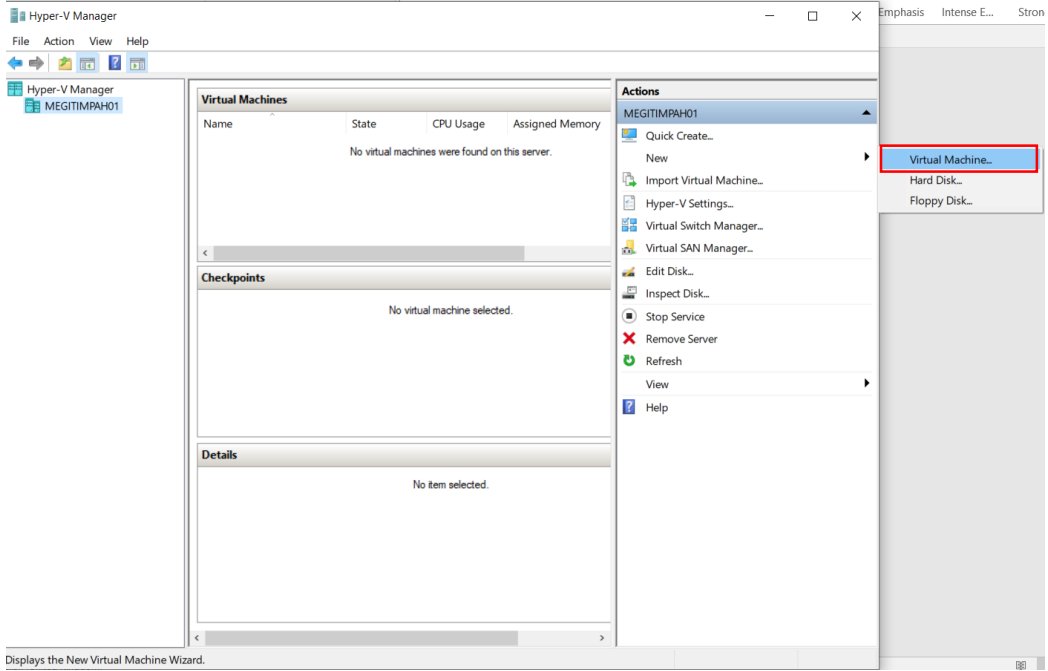 Hyper-V Manager
Emphasis Intense E... Stron
File Action View Help
Hyper-V Manager
MEGITIMPAH01
Virtual Machines
Name State CPU Usage Assigned Memory
No virtual machines were found on this server.
Checkpoints
No virtual machine selected.
Details
No item selected.
Actions
MEGITIMPAH01
Quick Create...
New
Import Virtual Machine...
Hyper-V Settings...
Virtual Switch Manager...
Virtual SAN Manager...
Edit Disk...
Inspect Disk...
Stop Service
Remove Server
Refresh
View
Help
Virtual Machine...
Hard Disk...
Floppy Disk...
Displays the New Virtual Machine Wizard.